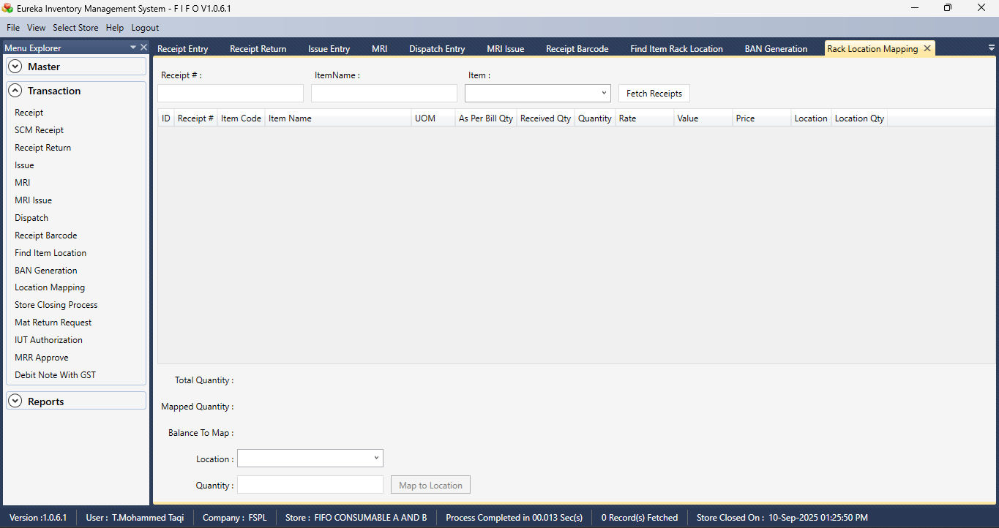 Eureka Inventory Management System - F I F O V1.0.6.1
File View Select Store Help Logout
Menu Explorer
Receipt Entry Receipt Return Issue Entry MRI Dispatch Entry MRI Issue Receipt Barcode Find Item Rack Location BAN Generation Rack Location Mapping
Master
Transaction
Receipt
SCM Receipt
Receipt Return
Issue
MRI
MRI Issue
Dispatch
Receipt Barcode
Find Item Location
BAN Generation
Location Mapping
Store Closing Process
Mat Return Request
IUT Authorization
MRR Approve
Debit Note With GST
Reports
Receipt # : ItemName : Item :
Fetch Receipts
ID Receipt # Item Code Item Name UOM As Per Bill Qty Received Qty Quantity Rate Value Price Location Location Qty
Total Quantity :
Mapped Quantity :
Balance To Map :
Location :
Quantity : Map to Location
Version :1.0.6.1 User : T.Mohammed Taqi Company : FSPL Store : FIFO CONSUMABLE A AND B Process Completed in 00.013 Sec(s) 0 Record(s) Fetched Store Closed On : 10-Sep-2025 01:25:50 PM